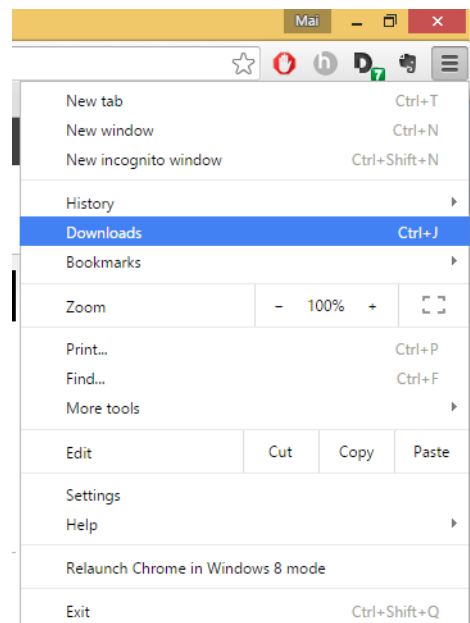 Mai
7
New tab Ctrl+T
New window Ctrl+N
New incognito window Ctrl+Shift+N
History
Downloads Ctrl+J
Bookmarks
Zoom - 100% +
Print... Ctrl+P
Find... Ctrl+F
More tools
Edit Cut Copy Paste
Settings
Help
Relaunch Chrome in Windows 8 mode
Exit Ctrl+Shift+Q